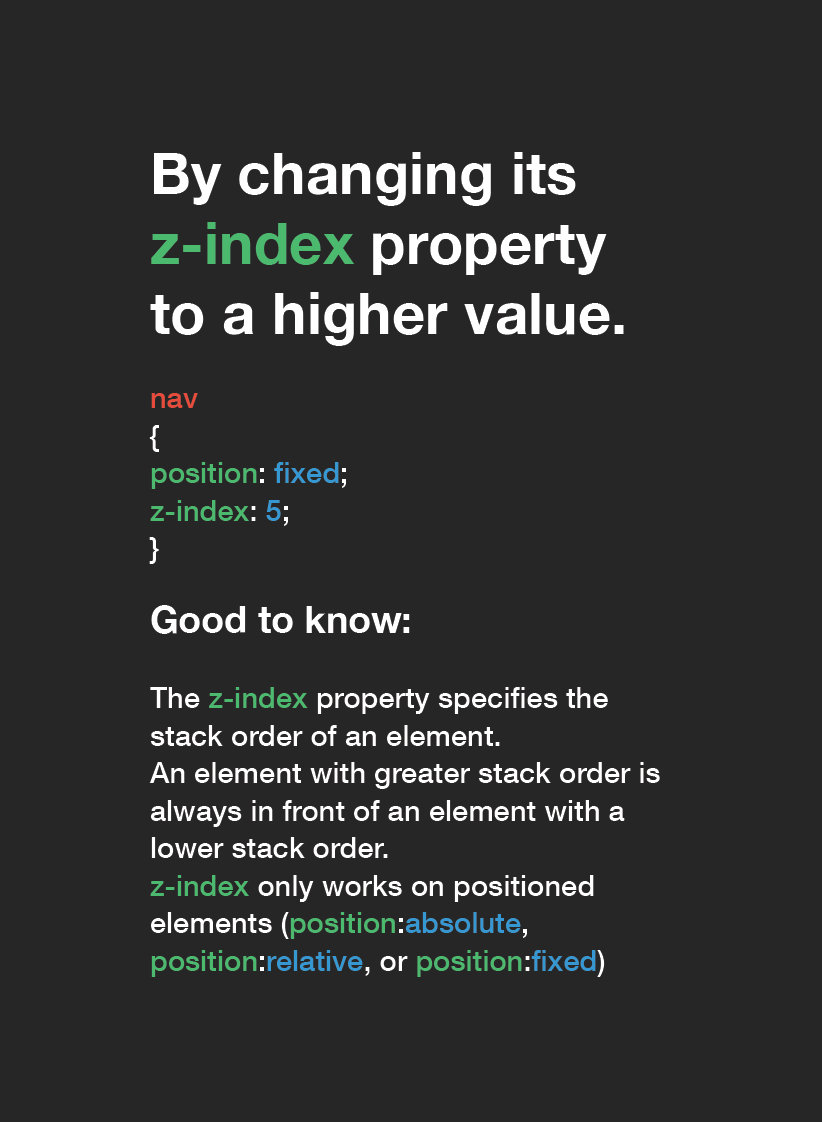 By changing its
z-index property
to a higher value.
nav
{
position: fixed;
z-index: 5;
}
Good to know:
The z-index property specifies the
stack order of an element.
An element with greater stack order is
always in front of an element with a
lower stack order.
z-index only works on positioned
elements (position:absolute,
position:relative, or position:fixed)